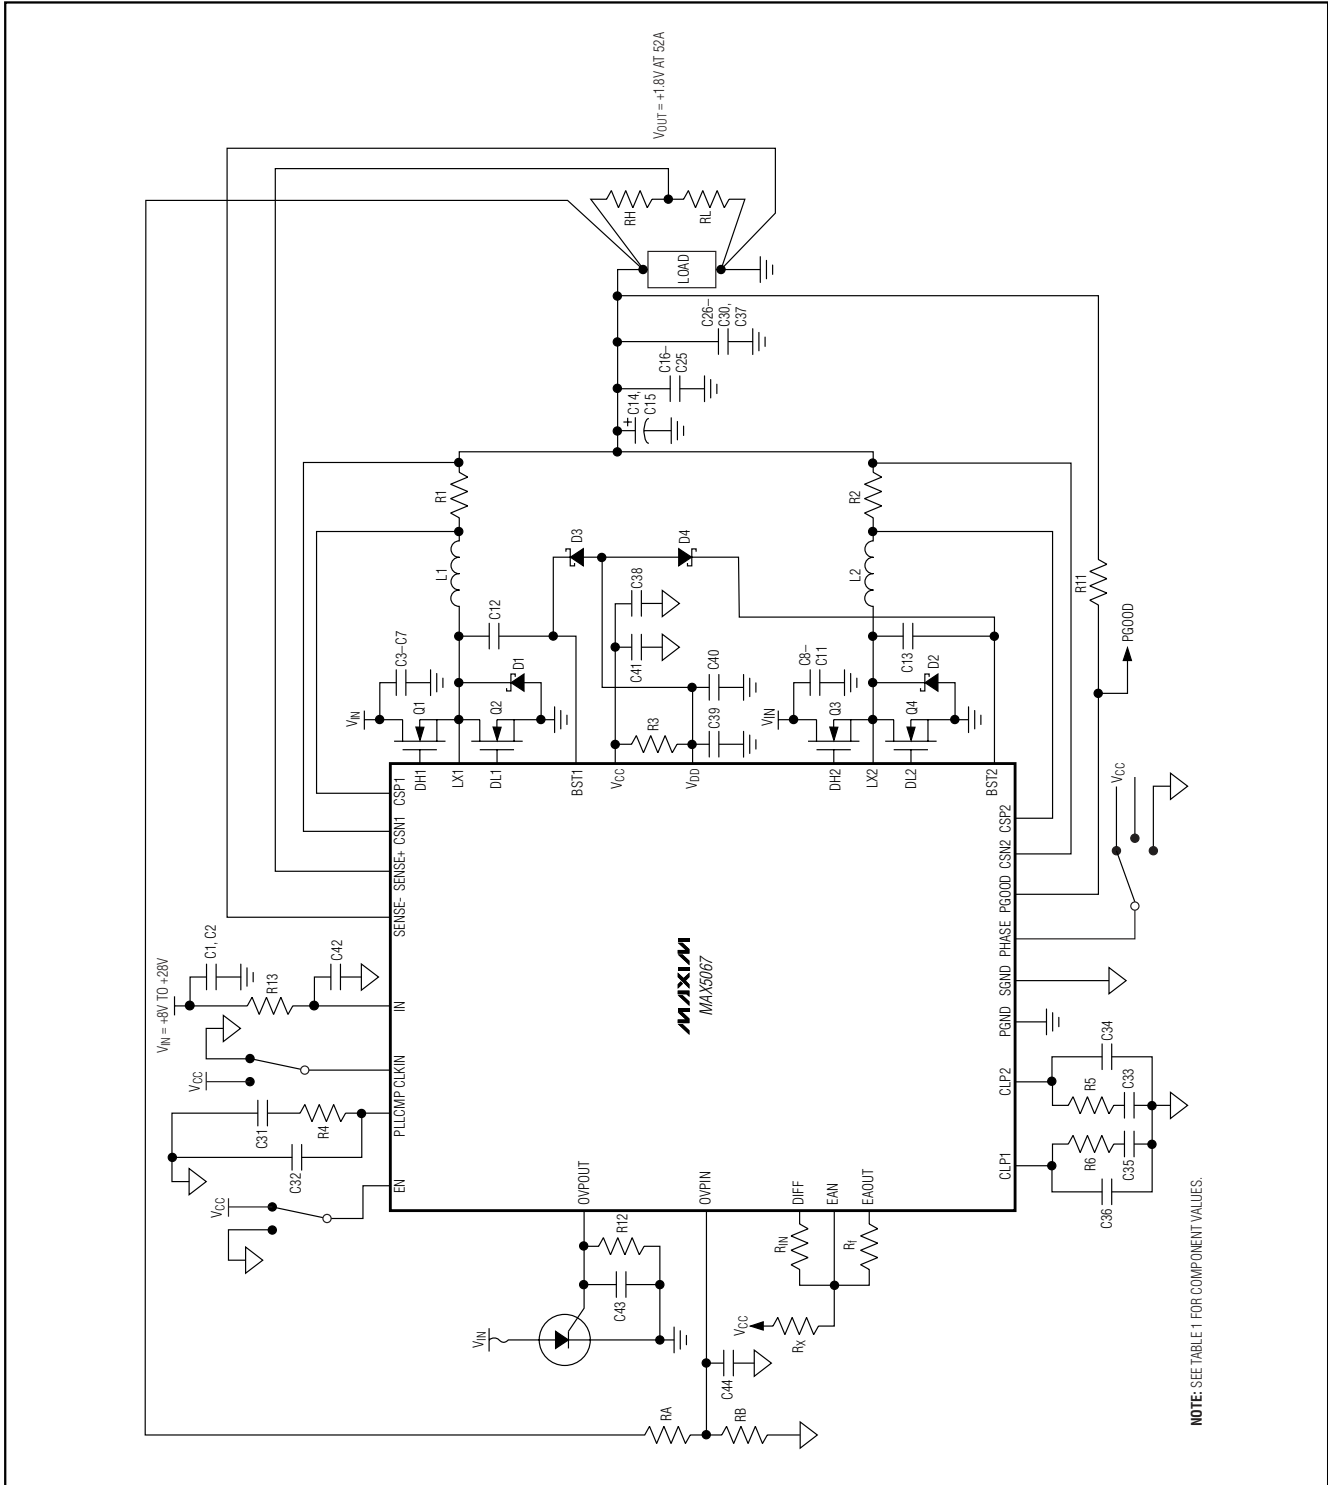 VOUT = +1.8V AT 52A
RH
RL
LOAD
C26–
C30,
C37
C16–
C25
+
C14,
C15
R1
R2
D3
D4
L1
L2
R11
C38
C12
C41
C13
PGOOD
C3–C7
D1
C40
C8–
C11
D2
VIN
Q1
Q2
R3
C39
VIN
Q3
Q4
DH1
LX1
DL1
BST1
VCC
VDD
DH2
LX2
DL2
BST2
CSP1
CSN1
SENSE+
SENSE-
CSP2
CSN2
PGOOD
PHASE
SGND
PGND
VCC
C1, C2
C42
R13
VIN = +8V TO +28V
IN
CLKIN
VCC
PLLCMP
C31
R4
C32
EN
VCC
MAXIM
MAX5067
CLP2
CLP1
C34
R5
C33
R6
C35
C36
OVPOUT
OVPIN
DIFF
EAN
EAOUT
R12
C43
VIN
RIN
Rf
VCC
RX
C44
RA
RB
NOTE: SEE TABLE 1 FOR COMPONENT VALUES.